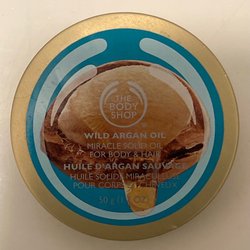 THE
BODY
SHOP
WILD ARGAN OIL
MIRACLE SOLID OIL
FOR BODY & HAIR
HUILE D'ARGAN SAUVAGE
HUILE SOLIDE MIRACULEUSE
POUR CORPS
50 g